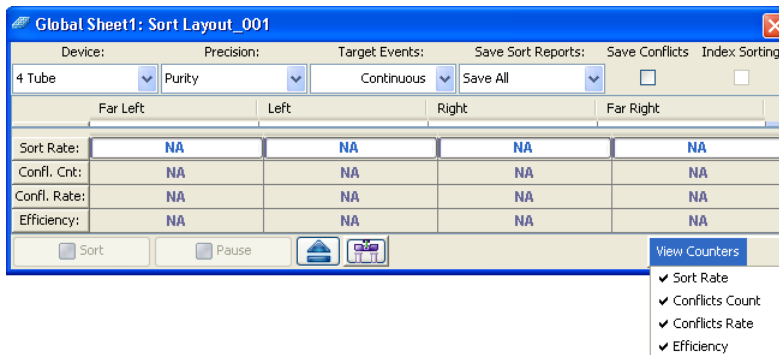 Global Sheet1: Sort Layout_001
Device: Precision: Target Events: Save Sort Reports: Save Conflicts Index Sorting
4 Tube Purity Continuous Save All
Far Left Left Right Far Right
Sort Rate: NA NA NA NA
Confl. Cnt: NA NA NA NA
Confl. Rate: NA NA NA NA
Efficiency: NA NA NA NA
Sort Pause View Counters
Sort Rate
Conflicts Count
Conflicts Rate
Efficiency